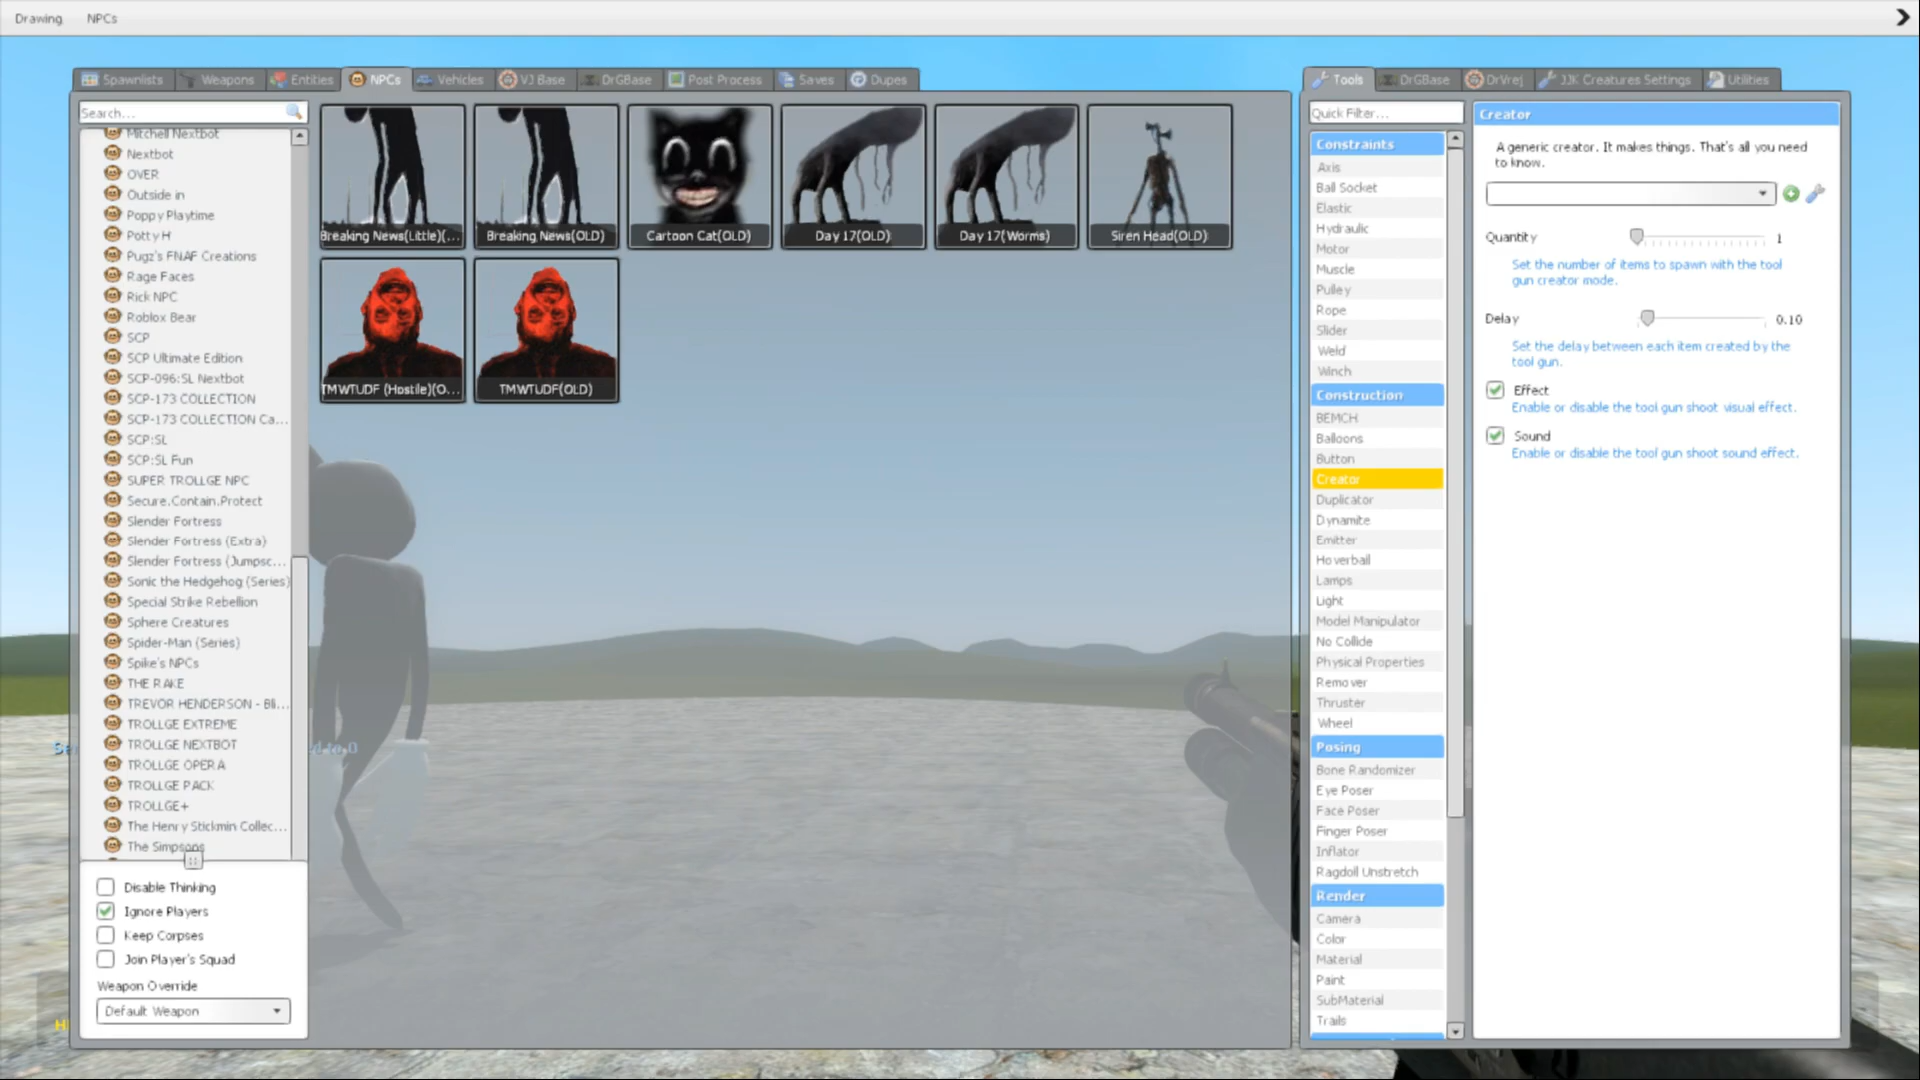 Drawing NPCs
Spawnlists Weapons Entities NPCs Vehicles VJ Base DrGBase Post Process Saves Dupes
Search...
Mitchell Nextbot
Nextbot
OVER
Outside in
Poppy Playtime
Potty H
Pugz's FNAF Creations
Rage Faces
Rick NPC
Roblox Bear
SCP
SCP Ultimate Edition
SCP-096:SL Nextbot
SCP-173 COLLECTION
SCP-173 COLLECTION Ca...
SCP:SL
SCP:SL Fun
SUPER TROLLGE NPC
Secure.Contain.Protect
Slender Fortress
Slender Fortress (Extra)
Slender Fortress (Jumpsc...
Sonic the Hedgehog (Series)
Special Strike Rebellion
Sphere Creatures
Spider-Man (Series)
Spike's NPCs
THE RAKE
TREVOR HENDERSON - Bli...
TROLLGE EXTREME
TROLLGE NEXTBOT
TROLLGE OPERA
TROLLGE PACK
TROLLGE+
The Henry Stickmin Collec...
The Simpsons
Disable Thinking
Ignore Players
Keep Corpses
Join Player's Squad
Weapon Override
Default Weapon
Breaking News(Little)(...
Breaking News(OLD)
Cartoon Cat(OLD)
Day 17(OLD)
Day 17(Worms)
Siren Head(OLD)
TMWTUDF (Hostile)(O...
TMWTUDF(OLD)
Tools DrGBase DrVrej JJK Creatures Settings Utilities
Quick Filter...
Constraints
Axis
Ball Socket
Elastic
Hydraulic
Motor
Muscle
Pulley
Rope
Slider
Weld
Winch
Construction
BEMCH
Balloons
Button
Creator
Duplicator
Dynamite
Emitter
Hoverball
Lamps
Light
Model Manipulator
No Collide
Physical Properties
Remover
Thruster
Wheel
Posing
Bone Randomizer
Eye Poser
Face Poser
Finger Poser
Inflator
Ragdoll Unstretch
Render
Camera
Color
Material
Paint
SubMaterial
Trails
Creator
A generic creator. It makes things. That's all you need
to know.
Quantity 1
Set the number of items to spawn with the tool
gun creator mode.
Delay 0.10
Set the delay between each item created by the
tool gun.
Effect
Enable or disable the tool gun shoot visual effect.
Sound
Enable or disable the tool gun shoot sound effect.